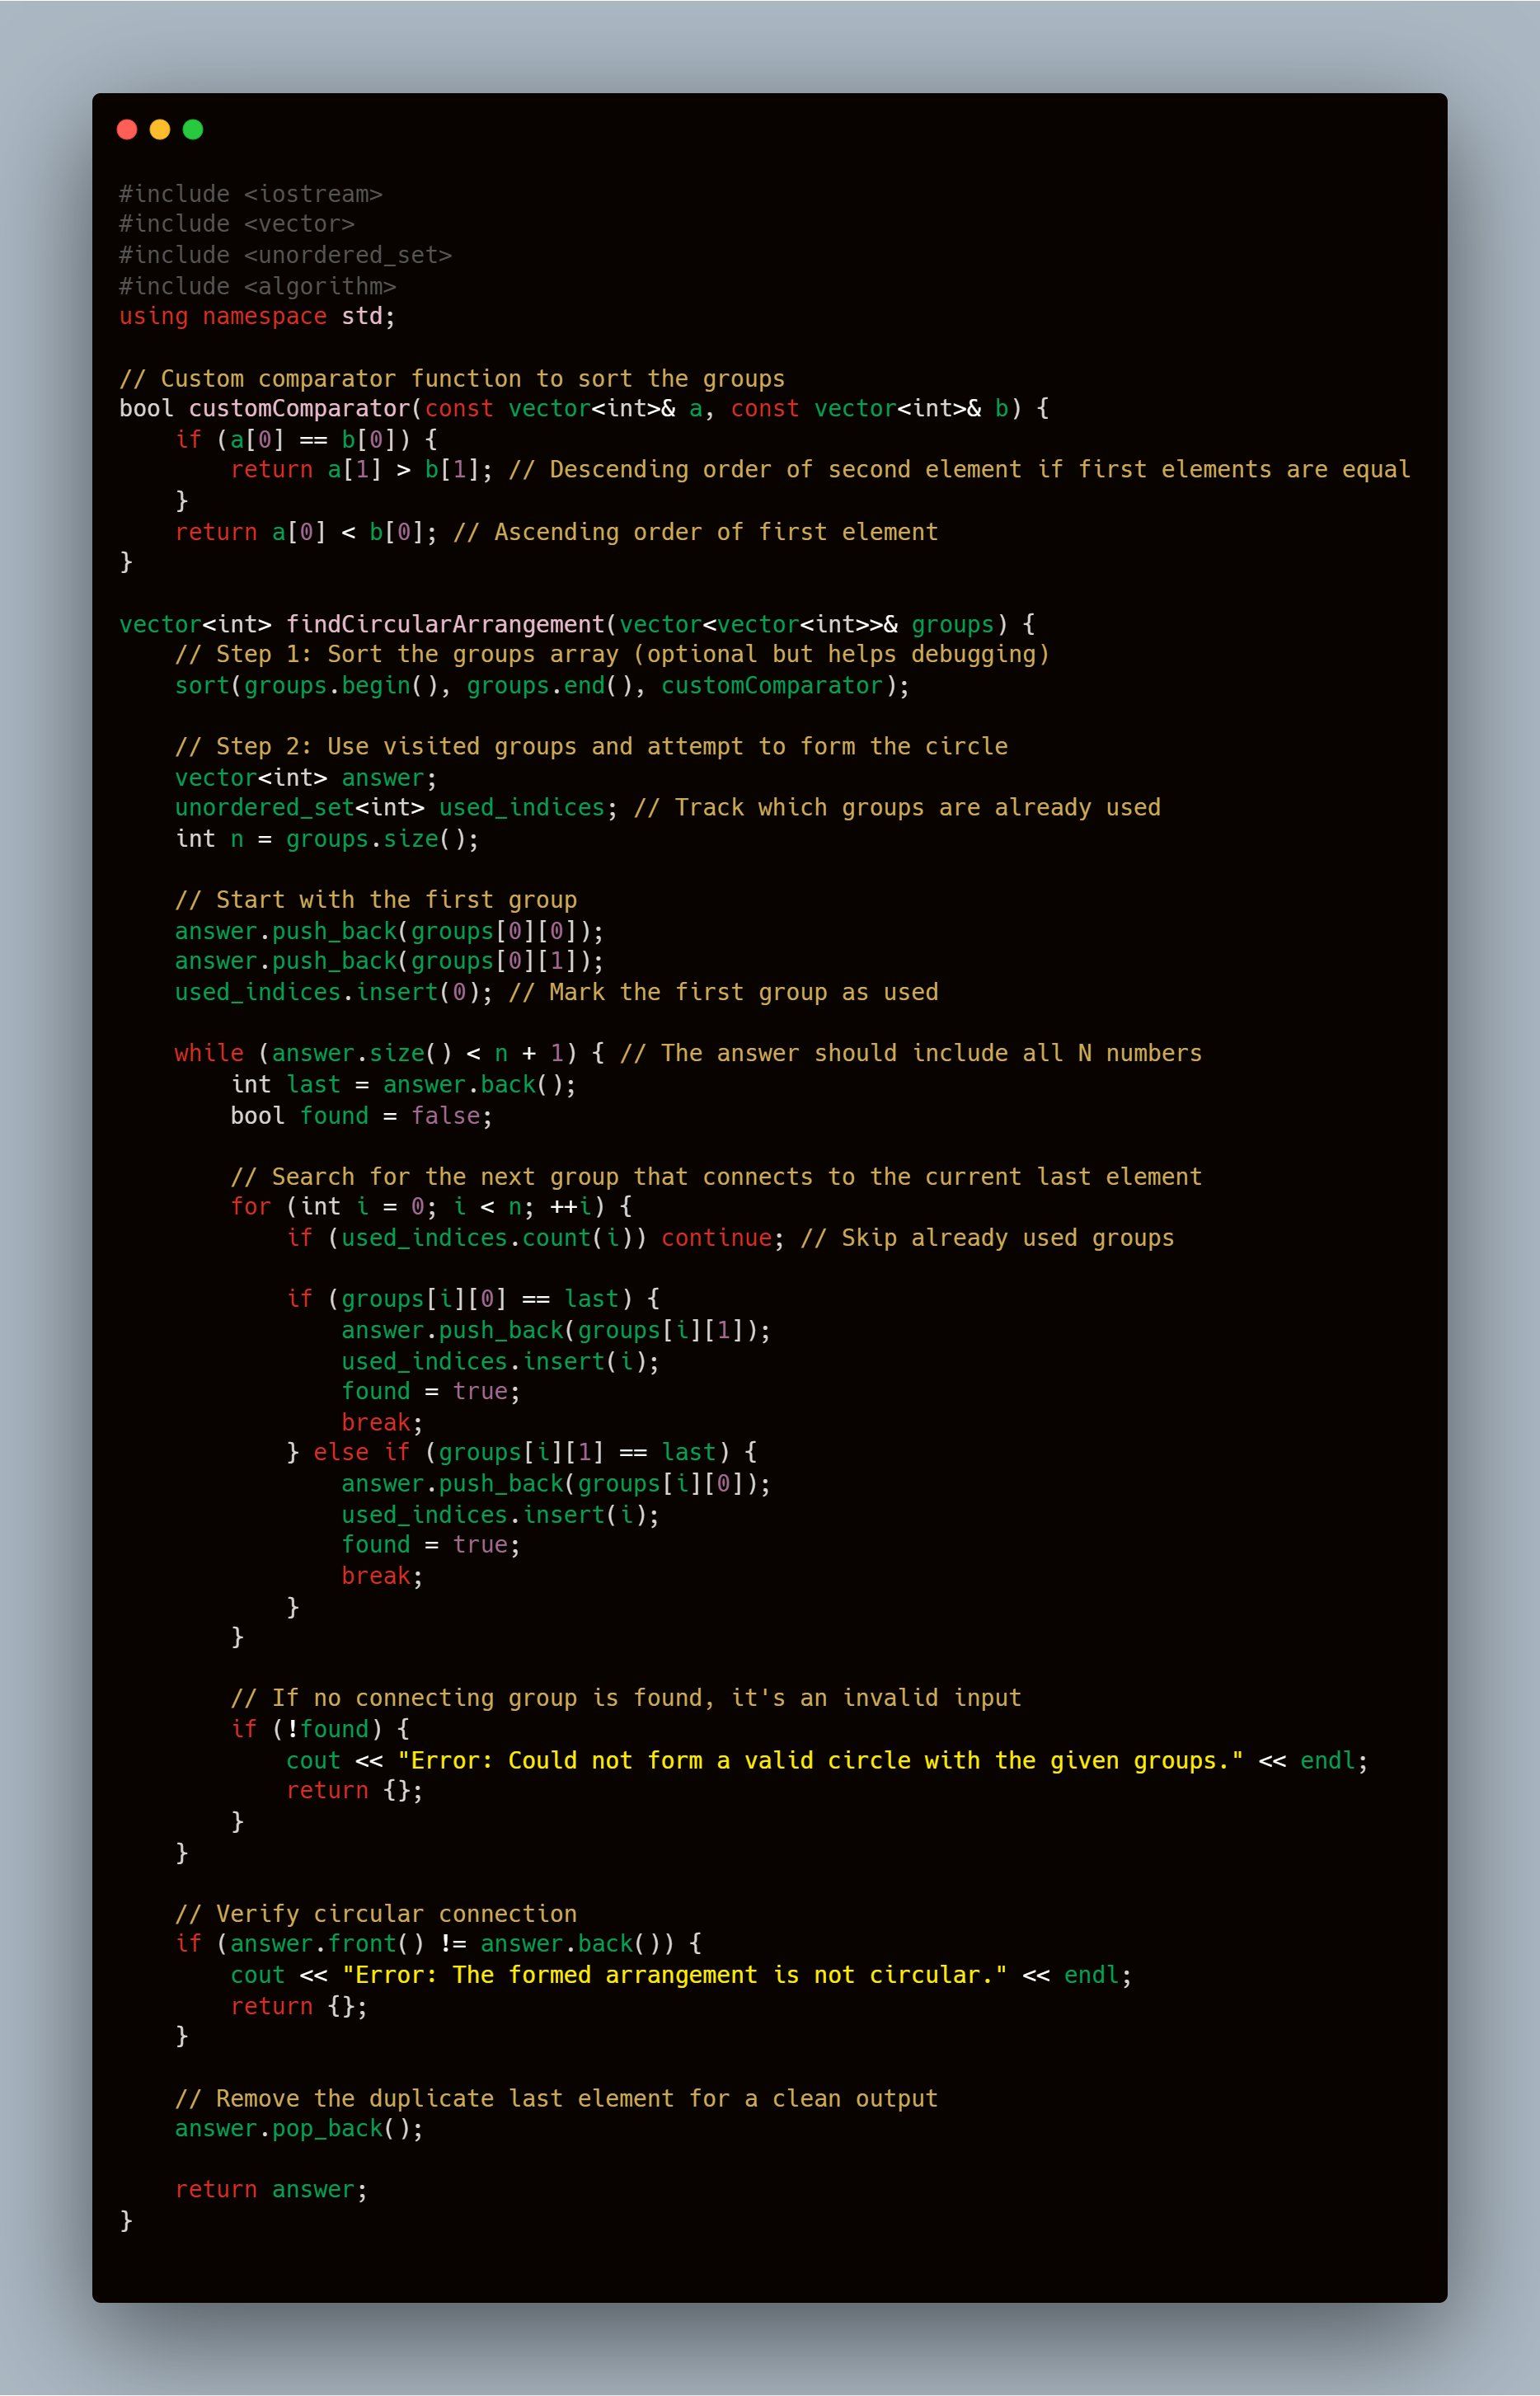 #include <iostream>
#include <vector>
#include <unordered_set>
#include <algorithm>
using namespace std;

// Custom comparator function to sort the groups
bool customComparator(const vector<int>& a, const vector<int>& b) {
    if (a[0] == b[0]) {
        return a[1] > b[1]; // Descending order of second element if first elements are equal
    }
    return a[0] < b[0]; // Ascending order of first element
}

vector<int> findCircularArrangement(vector<vector<int>>& groups) {
    // Step 1: Sort the groups array (optional but helps debugging)
    sort(groups.begin(), groups.end(), customComparator);

    // Step 2: Use visited groups and attempt to form the circle
    vector<int> answer;
    unordered_set<int> used_indices; // Track which groups are already used
    int n = groups.size();

    // Start with the first group
    answer.push_back(groups[0][0]);
    answer.push_back(groups[0][1]);
    used_indices.insert(0); // Mark the first group as used

    while (answer.size() < n + 1) { // The answer should include all N numbers
        int last = answer.back();
        bool found = false;

        // Search for the next group that connects to the current last element
        for (int i = 0; i < n; ++i) {
            if (used_indices.count(i)) continue; // Skip already used groups

            if (groups[i][0] == last) {
                answer.push_back(groups[i][1]);
                used_indices.insert(i);
                found = true;
                break;
            } else if (groups[i][1] == last) {
                answer.push_back(groups[i][0]);
                used_indices.insert(i);
                found = true;
                break;
            }
        }

        // If no connecting group is found, it's an invalid input
        if (!found) {
            cout << "Error: Could not form a valid circle with the given groups." << endl;
            return {};
        }
    }

    // Verify circular connection
    if (answer.front() != answer.back()) {
        cout << "Error: The formed arrangement is not circular." << endl;
        return {};
    }

    // Remove the duplicate last element for a clean output
    answer.pop_back();

    return answer;
}